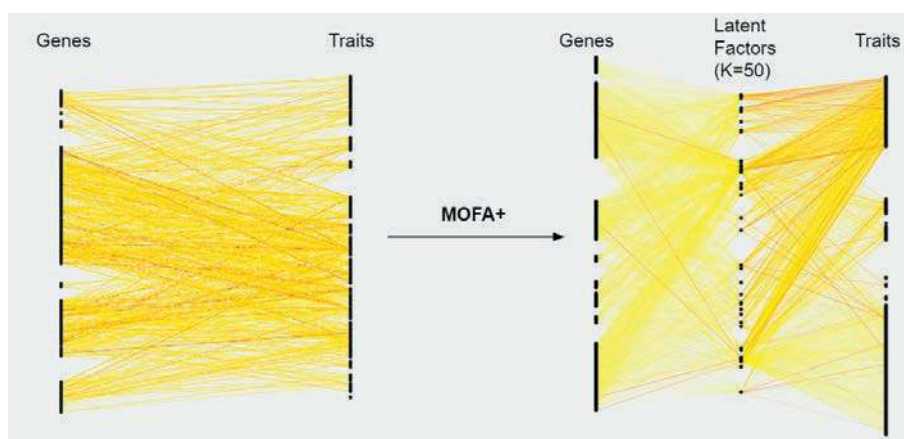 Genes
Traits
MOFA+
Genes
Latent
Factors
(K=50)
Traits